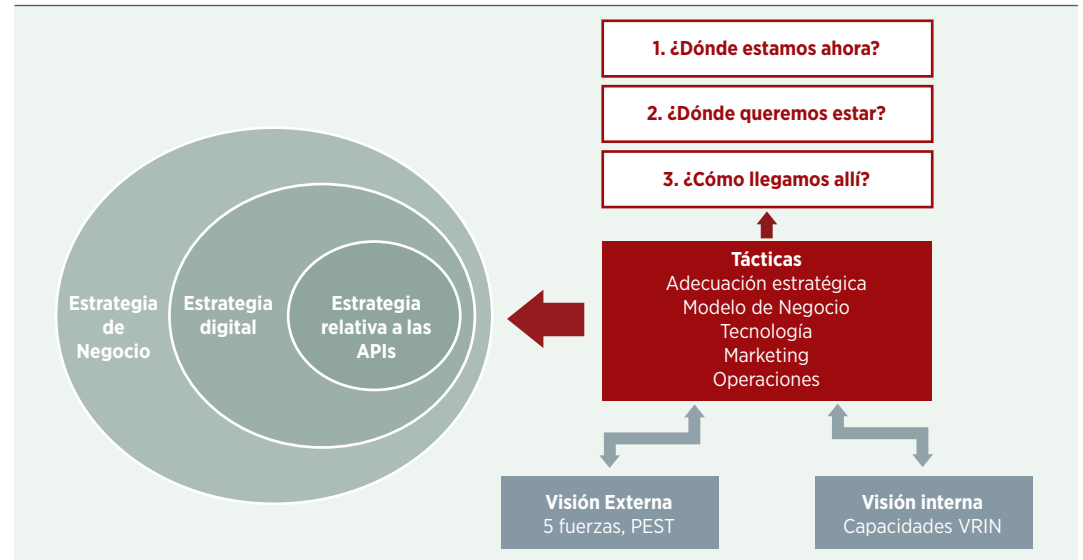 1. ¿Dónde estamos ahora?
2. ¿Dónde queremos estar?
3. ¿Cómo llegamos allí?
Estrategia
de
Negocio
Estrategia
digital
Estrategia
relativa a las
APIs
Tácticas
Adecuación estratégica
Modelo de Negocio
Tecnología
Marketing
Operaciones
Visión Externa
5 fuerzas, PEST
Visión interna
Capacidades VRIN